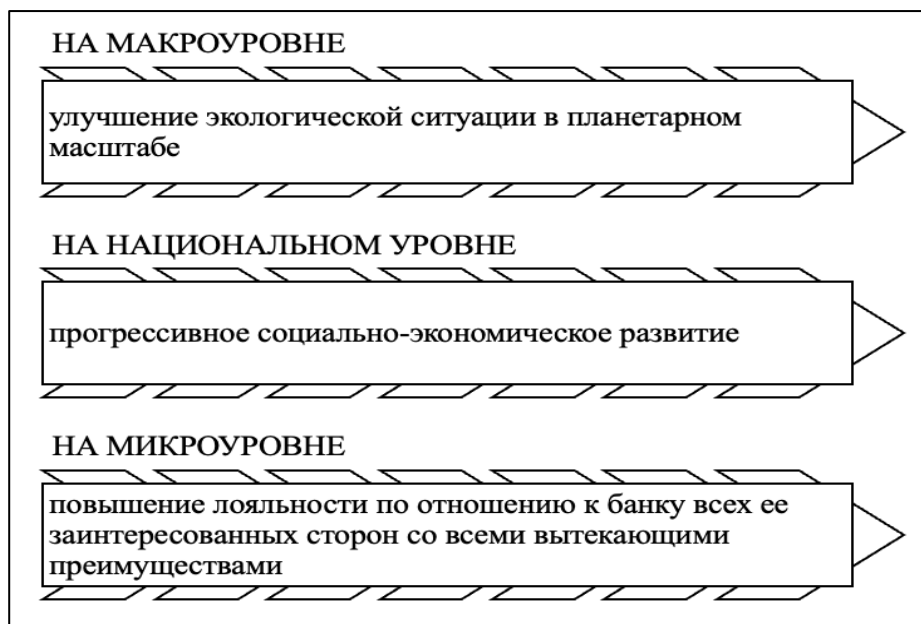 НА МАКРОУРОВНЕ
улучшение экологической ситуации в планетарном
масштабе
НА НАЦИОНАЛЬНОМ УРОВНЕ
прогрессивное социально-экономическое развитие
НА МИКРОУРОВНЕ
повышение лояльности по отношению к банку всех ее
заинтересованных сторон со всеми вытекающими
преимуществами